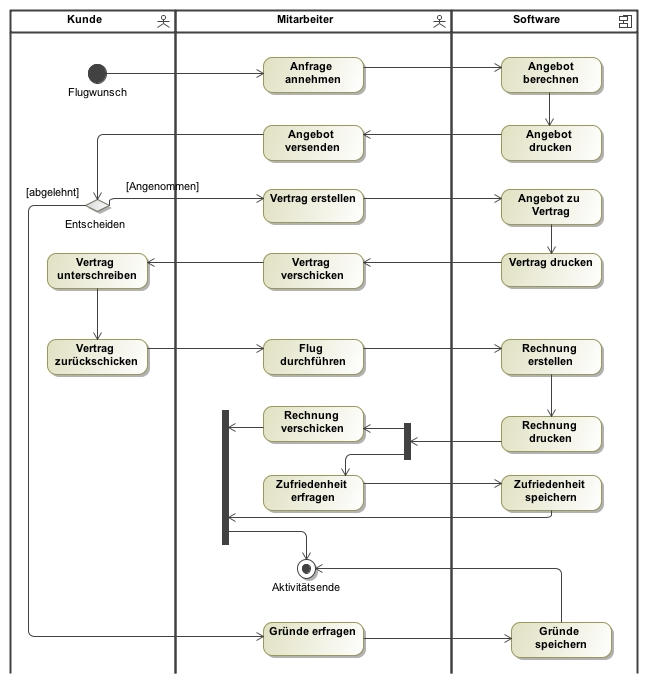 Kunde
Mitarbeiter
Software
Flugwunsch
Anfrage
annehmen
Angebot
berechnen
Angebot
versenden
Angebot
drucken
[abgelehnt]
[Angenommen]
Entscheiden
Vertrag erstellen
Angebot zu
Vertrag
Vertrag
unterschreiben
Vertrag
verschicken
Vertrag drucken
Vertrag
zurückschicken
Flug
durchführen
Rechnung
erstellen
Rechnung
verschicken
Rechnung
drucken
Zufriedenheit
erfragen
Zufriedenheit
speichern
Aktivitätsende
Gründe erfragen
Gründe
speichern